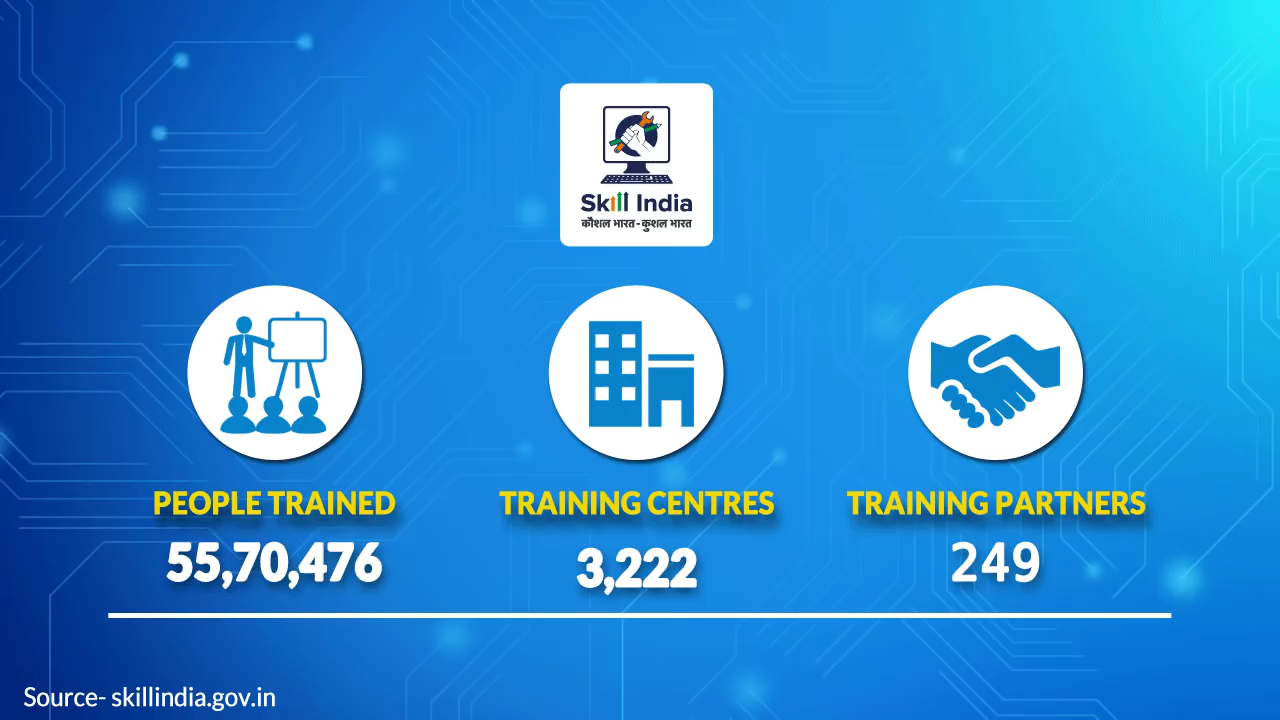 Skill India
कौशल भारत-कुशल भारत
PEOPLE TRAINED
55,70,476
TRAINING CENTRES
3,222
TRAINING PARTNERS
249
Source- skillindia.gov.in